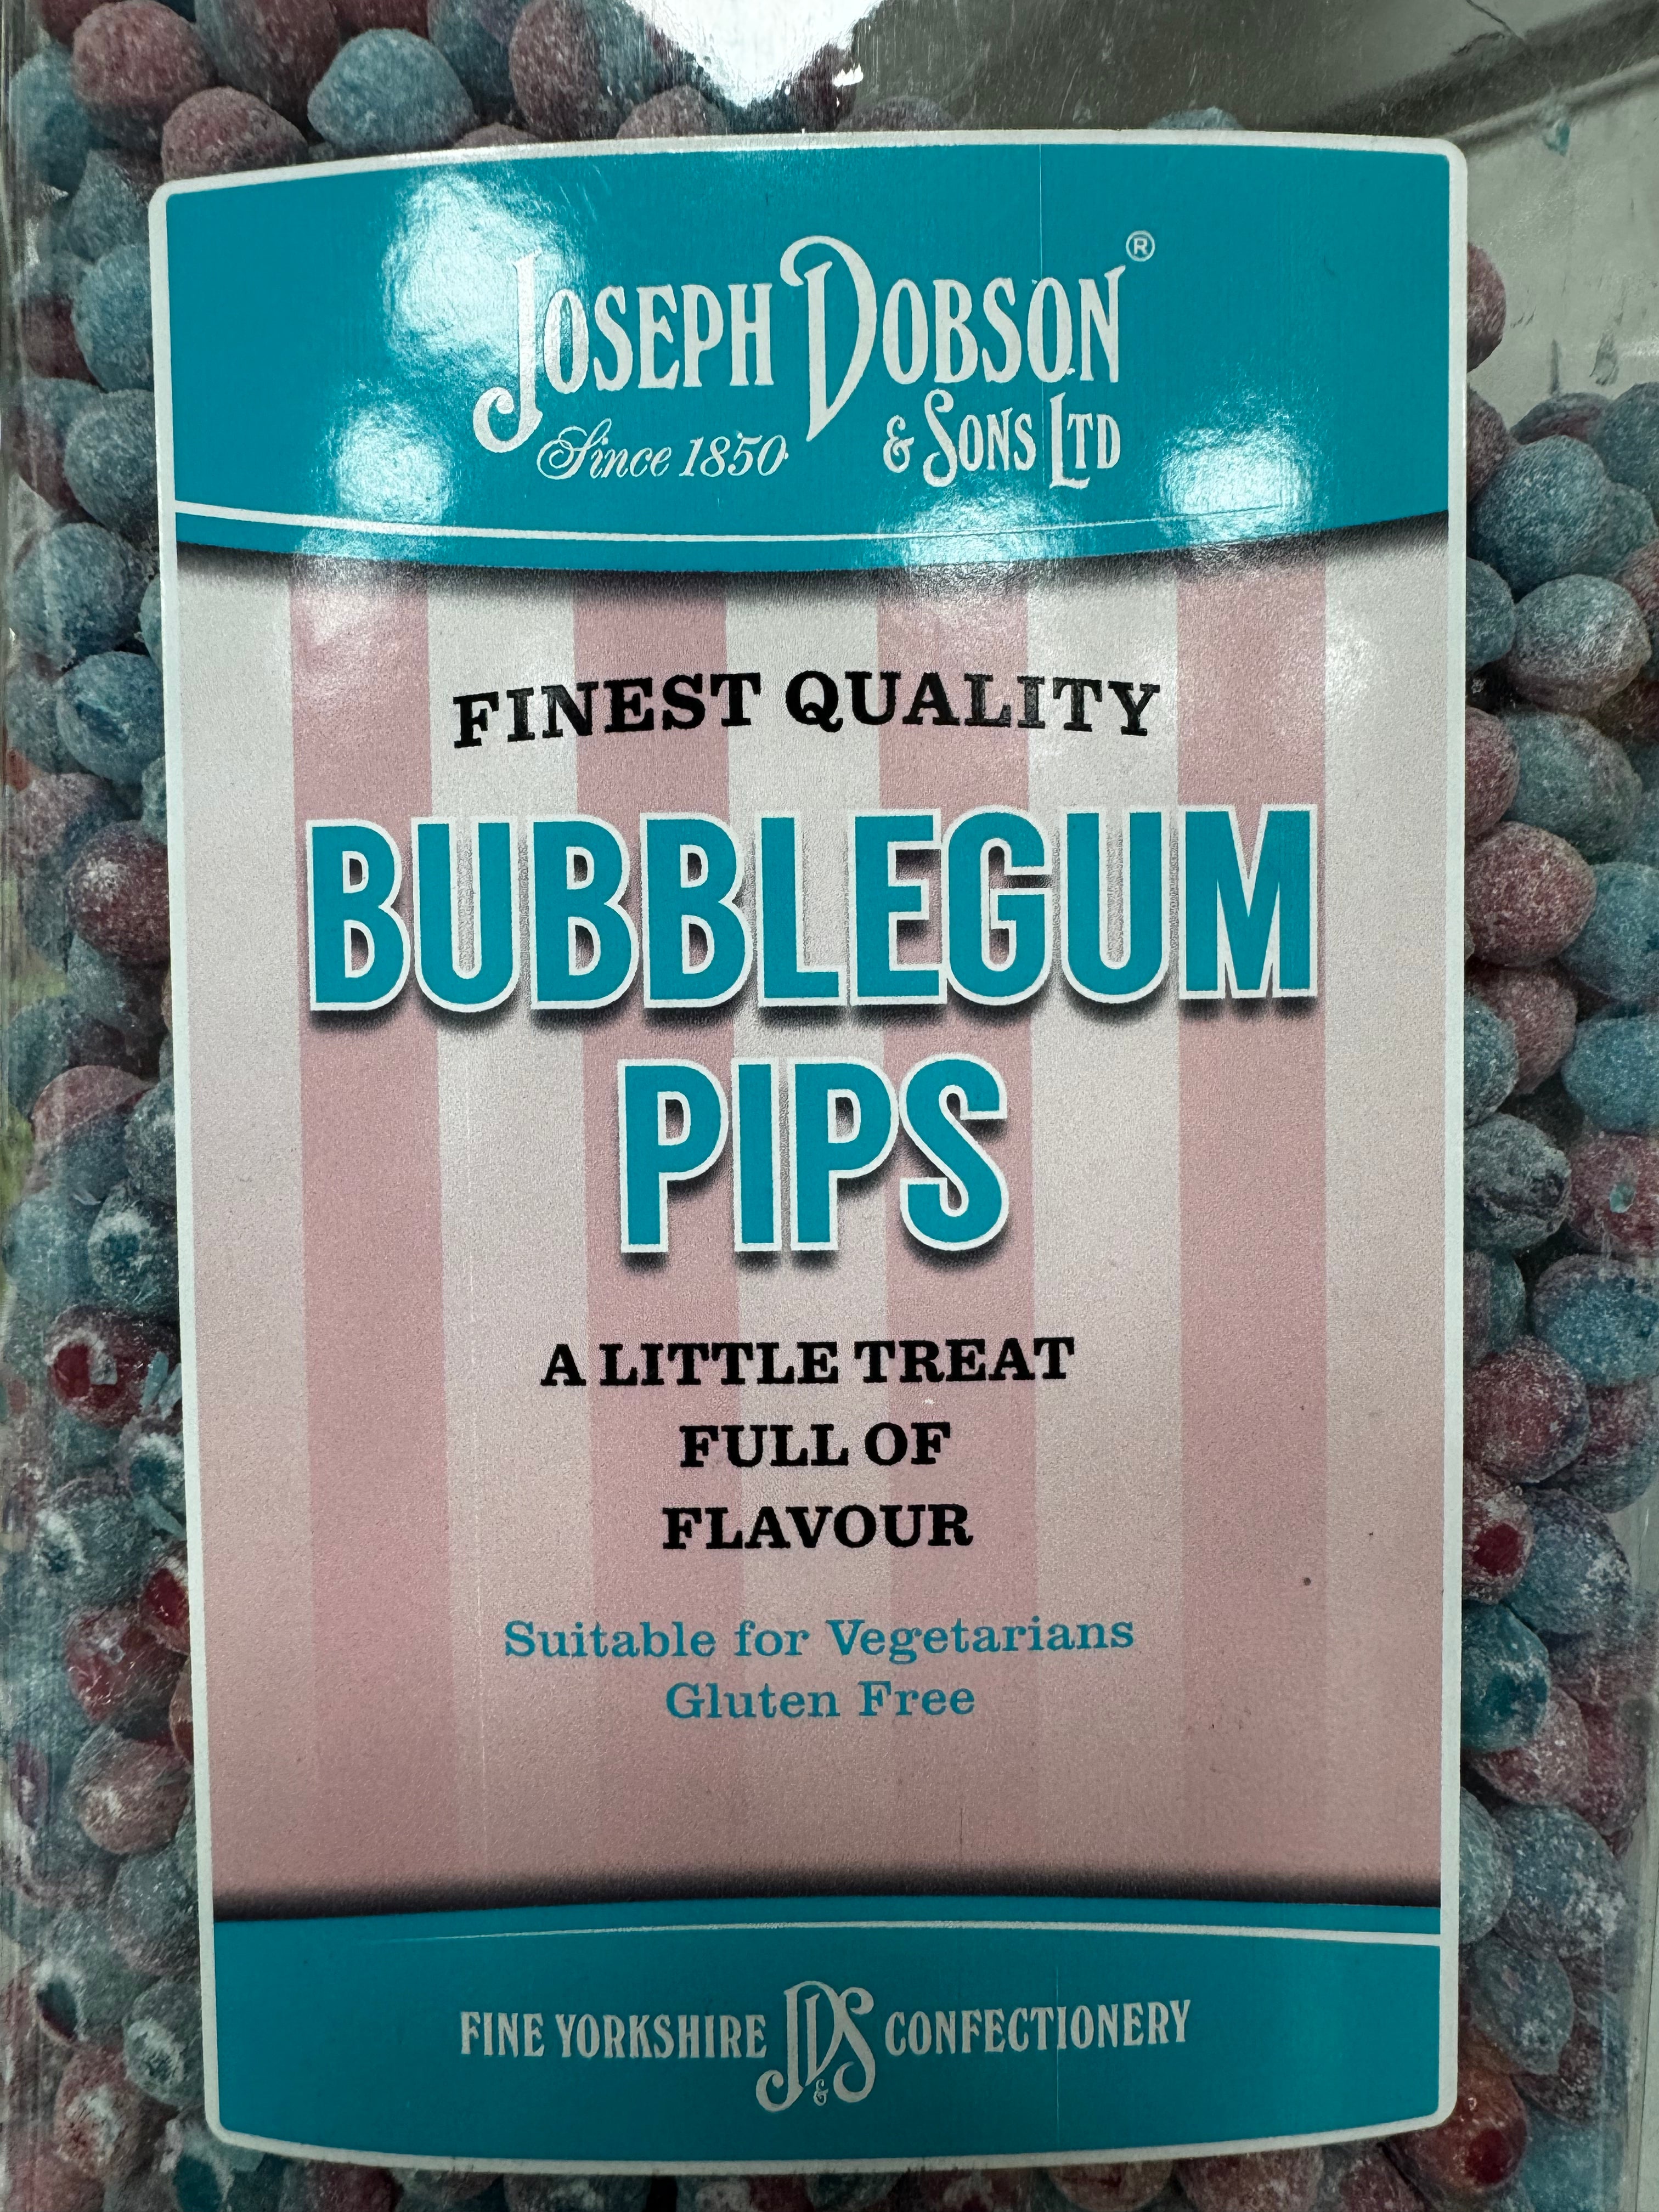 JOSEPH DOBSON®
Since 1850 & SONS LTD
FINEST QUALITY
BUBBLEGUM
PIPS
A LITTLE TREAT
FULL OF
FLAVOUR
Suitable for Vegetarians
Gluten Free
FINE YORKSHIRE JD&S CONFECTIONERY